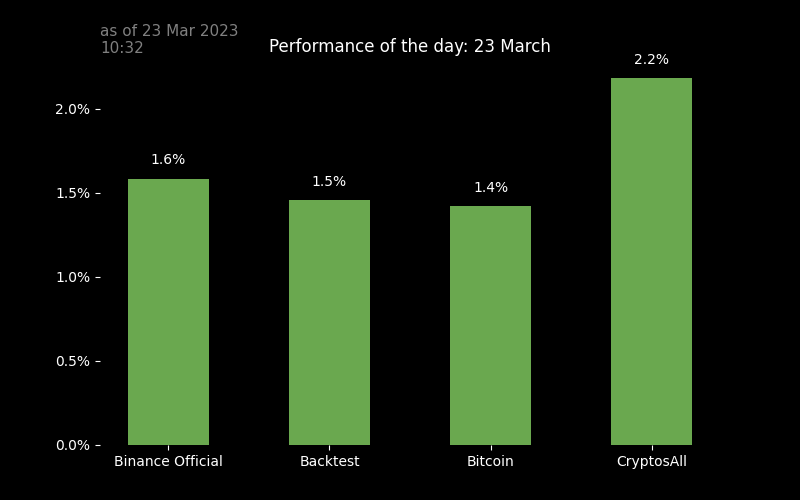 as of 23 Mar 2023
10:32
Performance of the day: 23 March
2.2%
2.0%
1.6%
1.5%
1.5%
1.4%
1.0%
0.5%
0.0%
Binance Official
Backtest
Bitcoin
CryptosAll